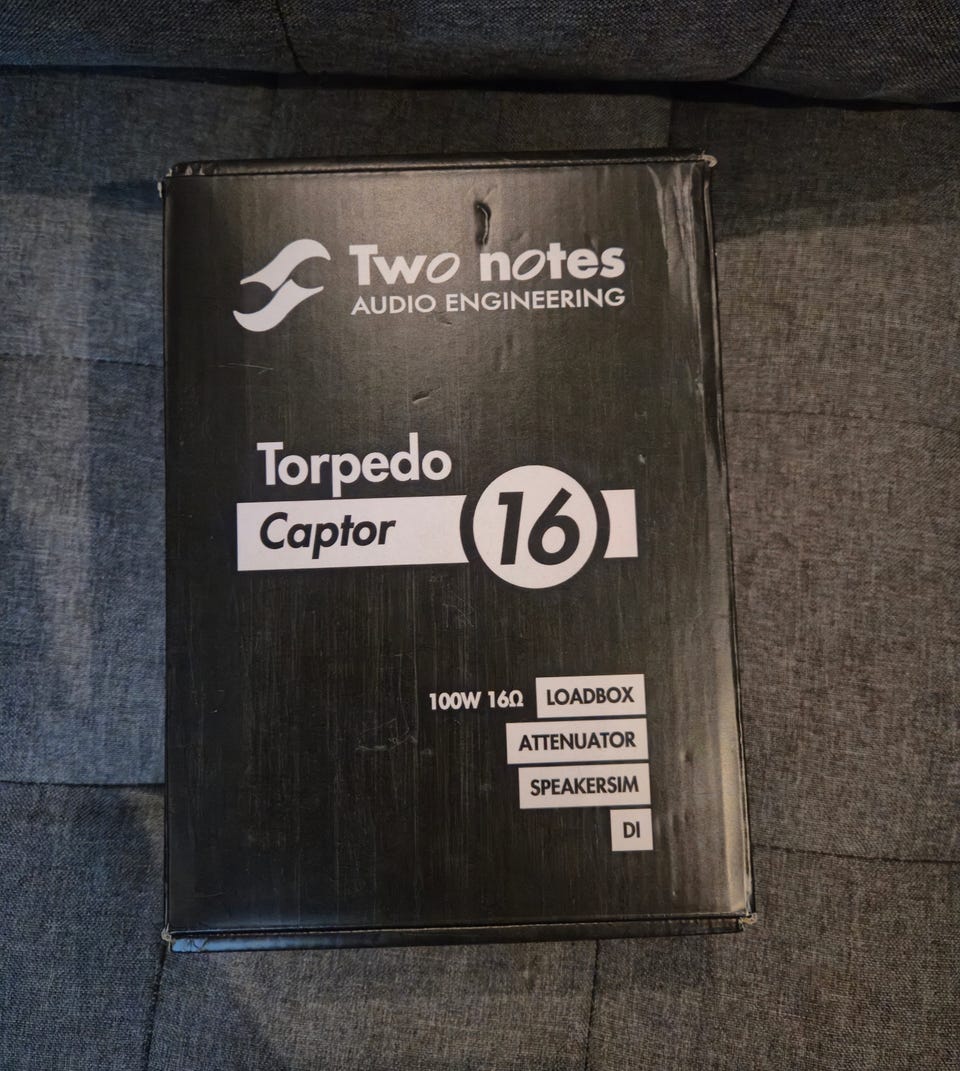 Two notes
AUDIO ENGINEERING
Torpedo
Captor 16
100W 16Ω LOADBOX
ATTENUATOR
SPEAKERSIM
DI